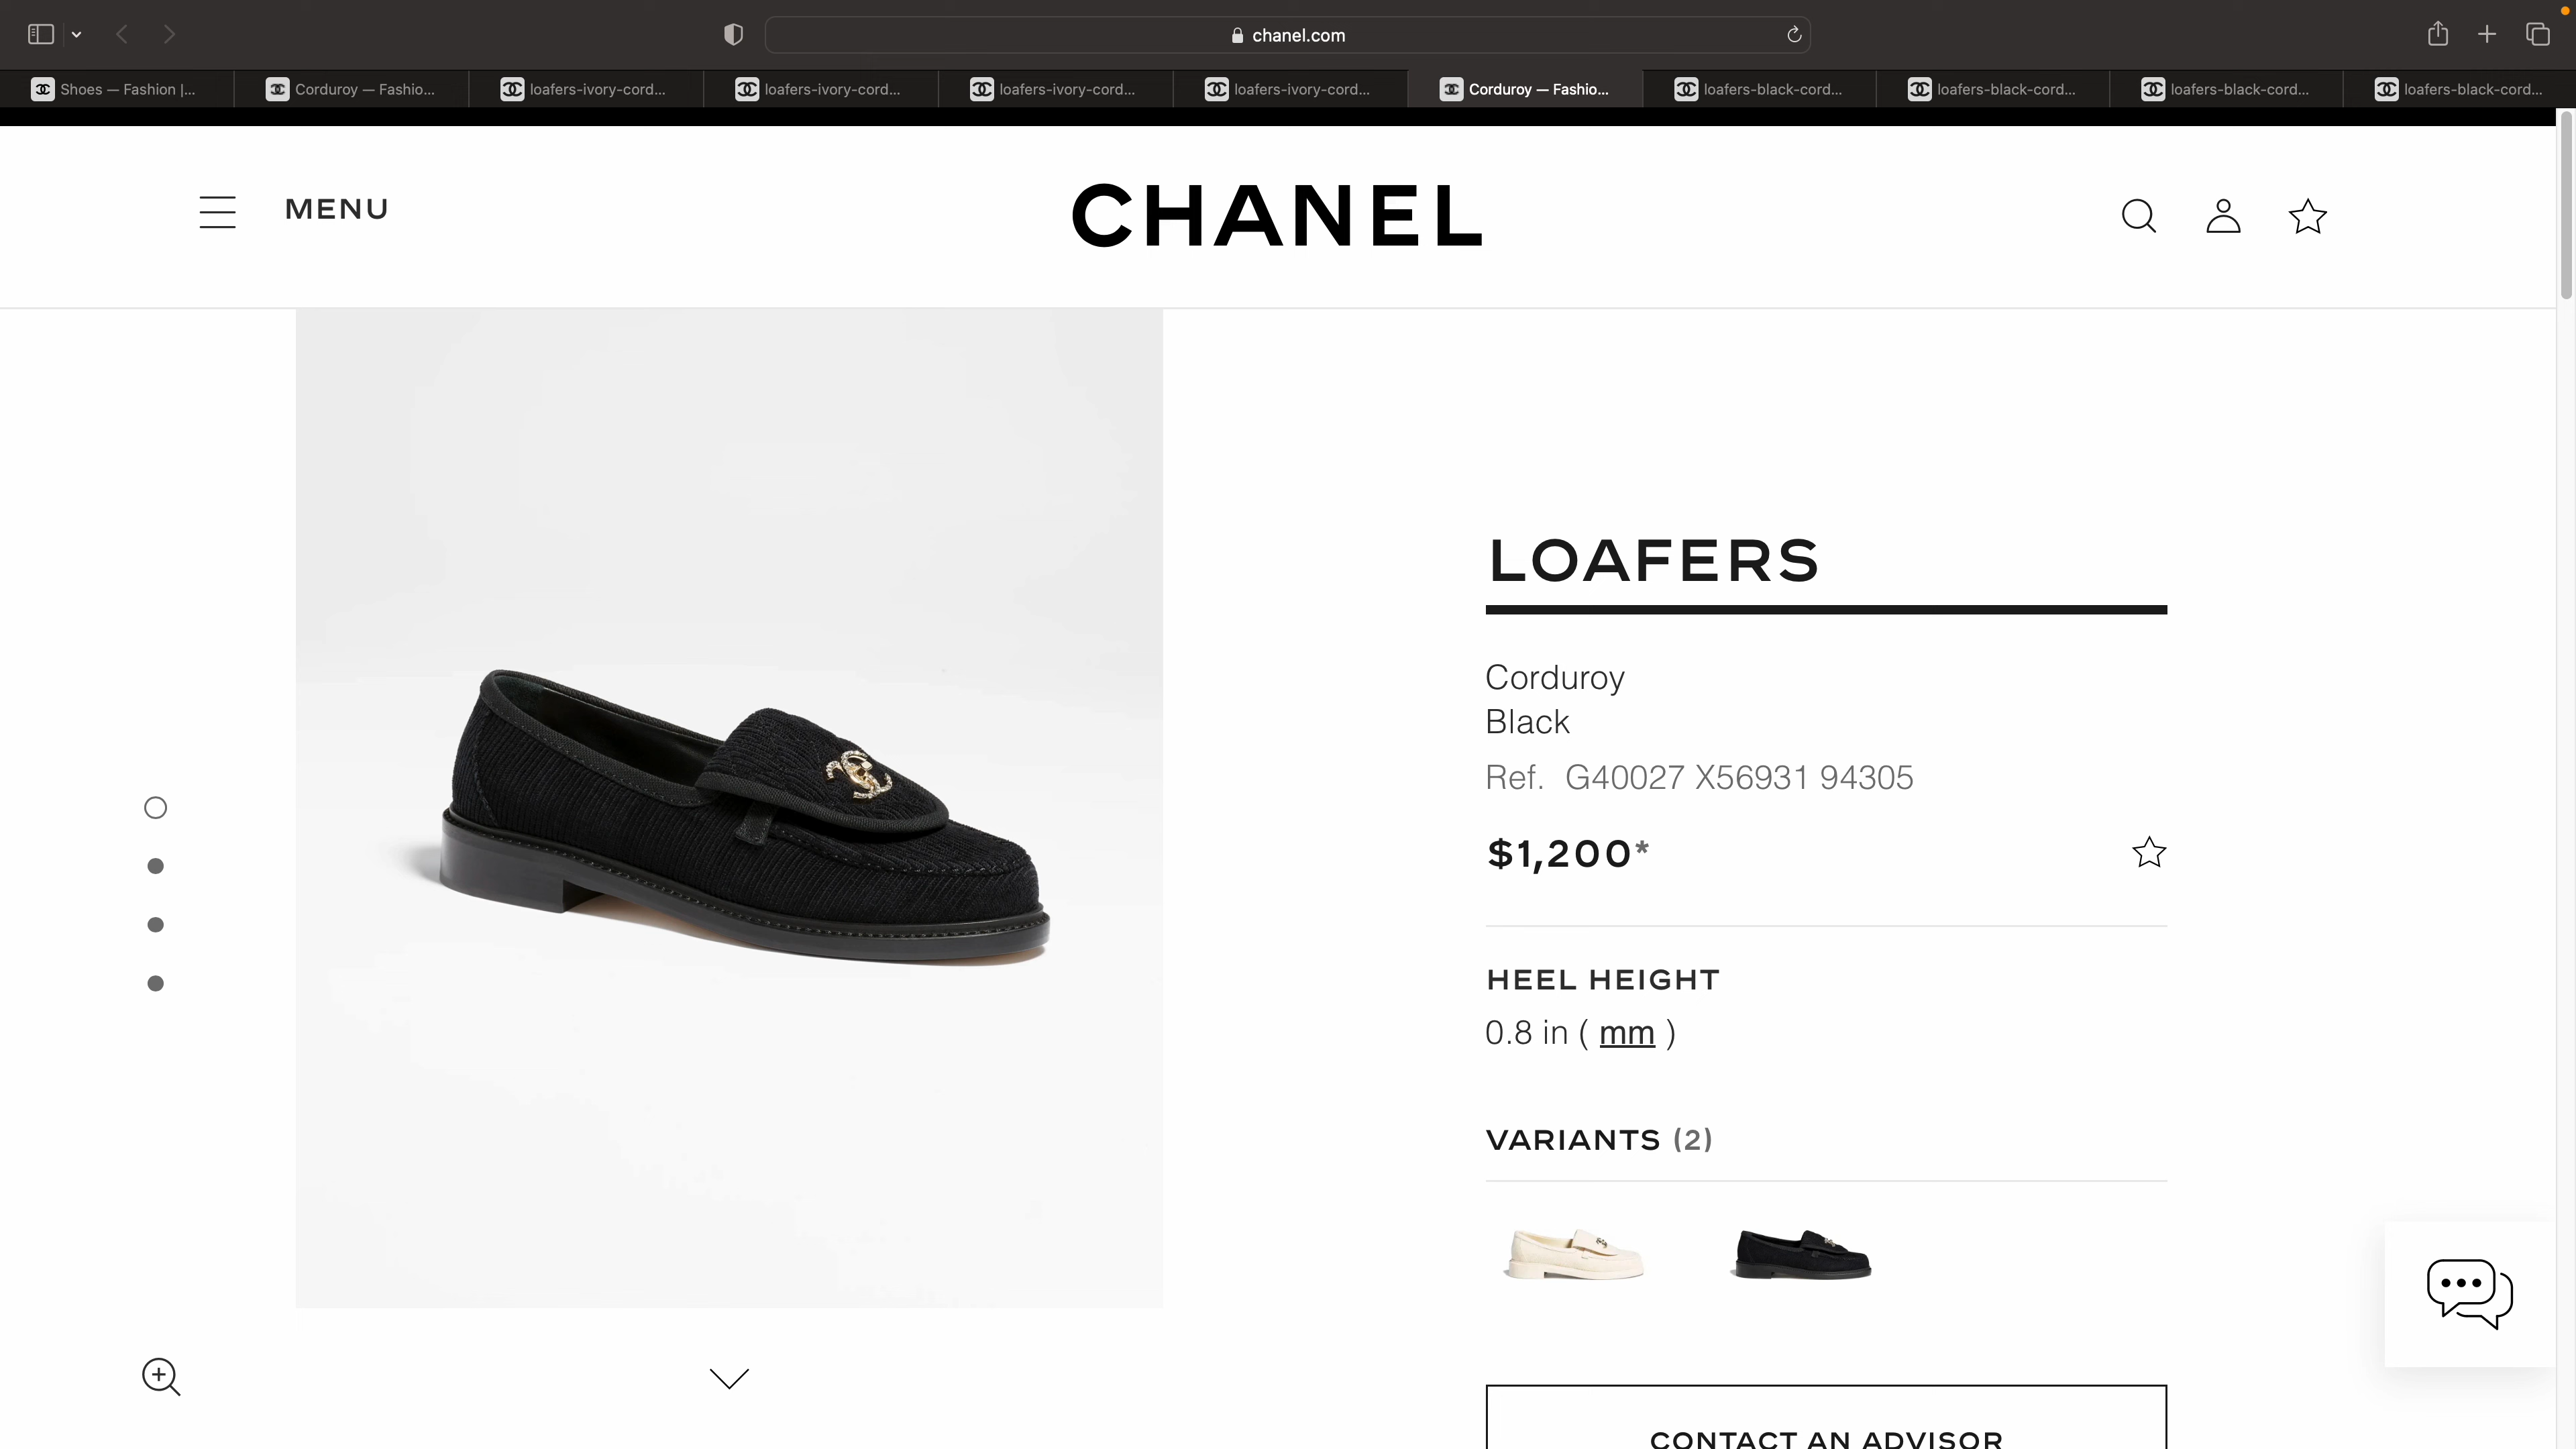 chanel.com
Shoes — Fashion |...
Corduroy — Fashio...
loafers-ivory-cord...
loafers-ivory-cord...
loafers-ivory-cord...
loafers-ivory-cord...
Corduroy — Fashio...
loafers-black-cord...
loafers-black-cord...
loafers-black-cord...
loafers-black-cord...
MENU
CHANEL
LOAFERS
Corduroy
Black
Ref. G40027 X56931 94305
$1,200*
HEEL HEIGHT
0.8 in ( mm )
VARIANTS (2)
CONTACT AN ADVISOR